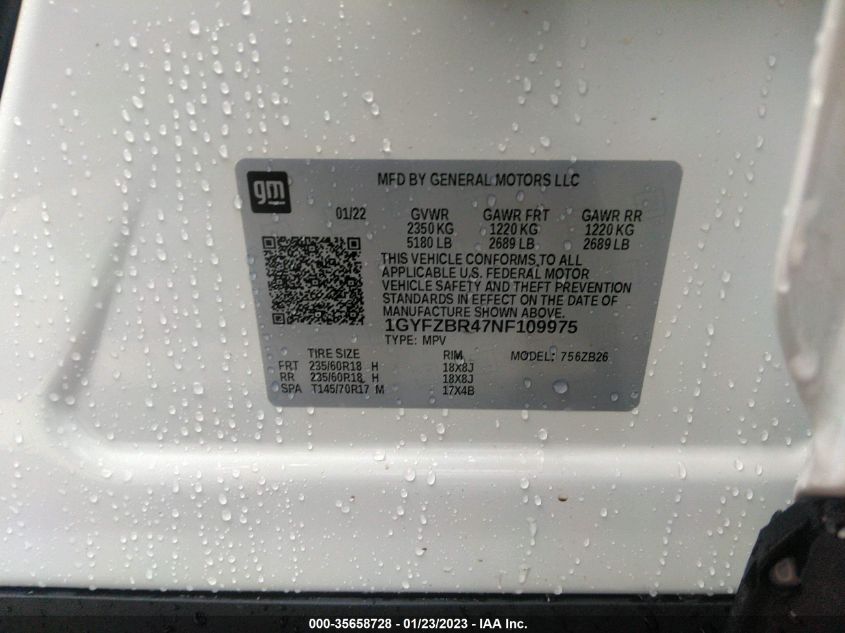 gm
MFD BY GENERAL MOTORS LLC
01/22 GVWR GAWR FRT GAWR RR
2350 KG 1220 KG 1220 KG
5180 LB 2689 LB 2689 LB
THIS VEHICLE CONFORMS TO ALL
APPLICABLE U.S. FEDERAL MOTOR
VEHICLE SAFETY AND THEFT PREVENTION
STANDARDS IN EFFECT ON THE DATE OF
MANUFACTURE SHOWN ABOVE.
1GYFZBR47NF109975
TYPE: MPV
TIRE SIZE RIM MODEL: 756ZB26
FRT 235/60R18 H 18X8J
RR 235/60R18 H 18X8J
SPA T145/70R17 M 17X4B
000-35658728 - 01/23/2023 - IAA Inc.